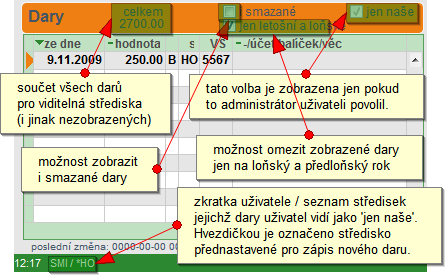 Dary
celkem
2700.00
smazané
jen naše
jen letošní a loňské
ze dne
hodnota
s
VS
-/účet/balíček/věc
9.11.2009
250.00 B HO 5567
součet všech darů
pro viditelná střediska
(i jinak nezobrazených)
tato volba je zobrazena jen pokud
to administrátor uživateli povolil.
možnost zobrazit
i smazané dary
možnost omezit zobrazené dary
jen na loňský a předloňský rok
zkratka uživatele / seznam středisek
jejichž dary uživatel vidí jako 'jen naše'.
Hvezdičkou je označeno středisko
přednastavené pro zápis nového daru.
poslední změna: 0000-00-00 00
12:17
SMI / *HO